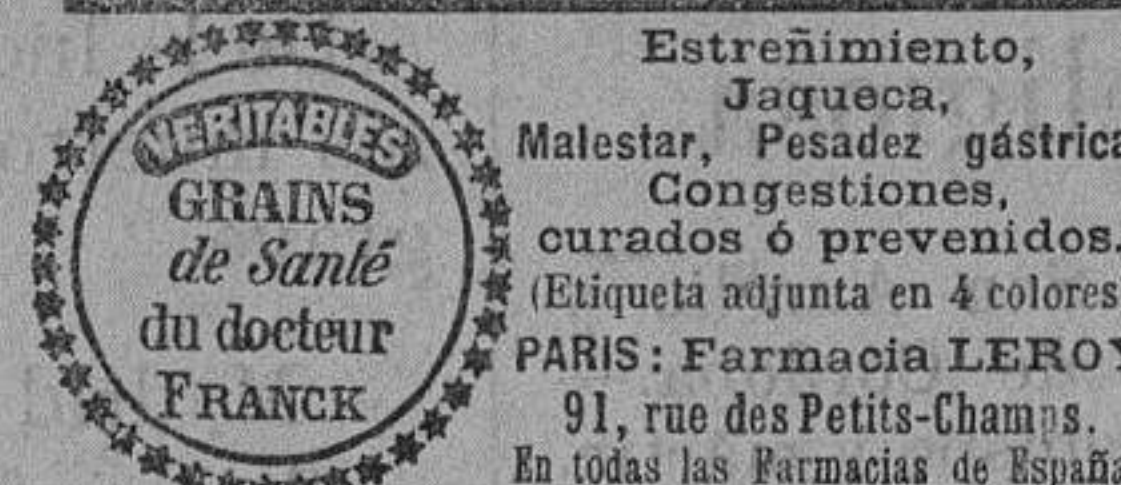 VERITABLES
GRAINS
de Santé
du docteur
FRANCK
Estreñimiento,
Jaqueca,
Malestar, Pesadez gástrica
Congestiones,
curados ó prevenidos.
(Etiqueta adjunta en 4 colores
PARIS: Farmacia LEROY
91, rue des Petits-Champs.
En todas las Farmacias de España